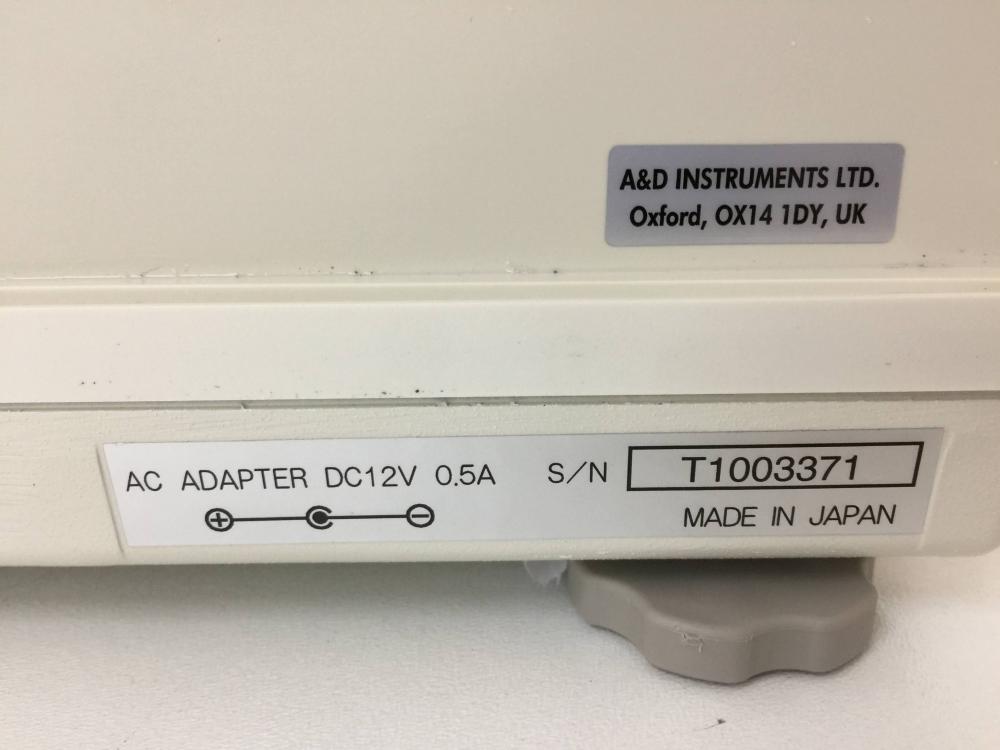 A&D INSTRUMENTS LTD.
Oxford, OX14 1DY, UK
AC ADAPTER DC12V 0.5A S/N T1003371
MADE IN JAPAN